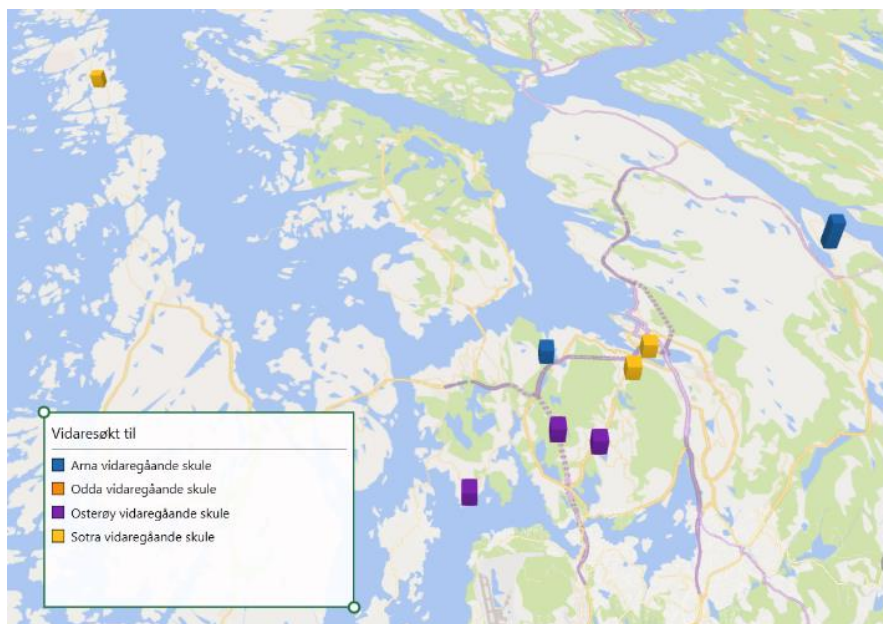 Vidaresøkt til
Arna vidaregåande skule
Odda vidaregåande skule
Osterøy vidaregåande skule
Sotra vidaregåande skule